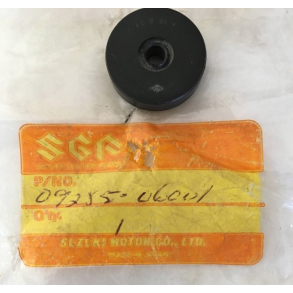 SGP
P/NO. 09285-06001
Q'ty. 1
SUZUKI MOTOR CO., LTD.